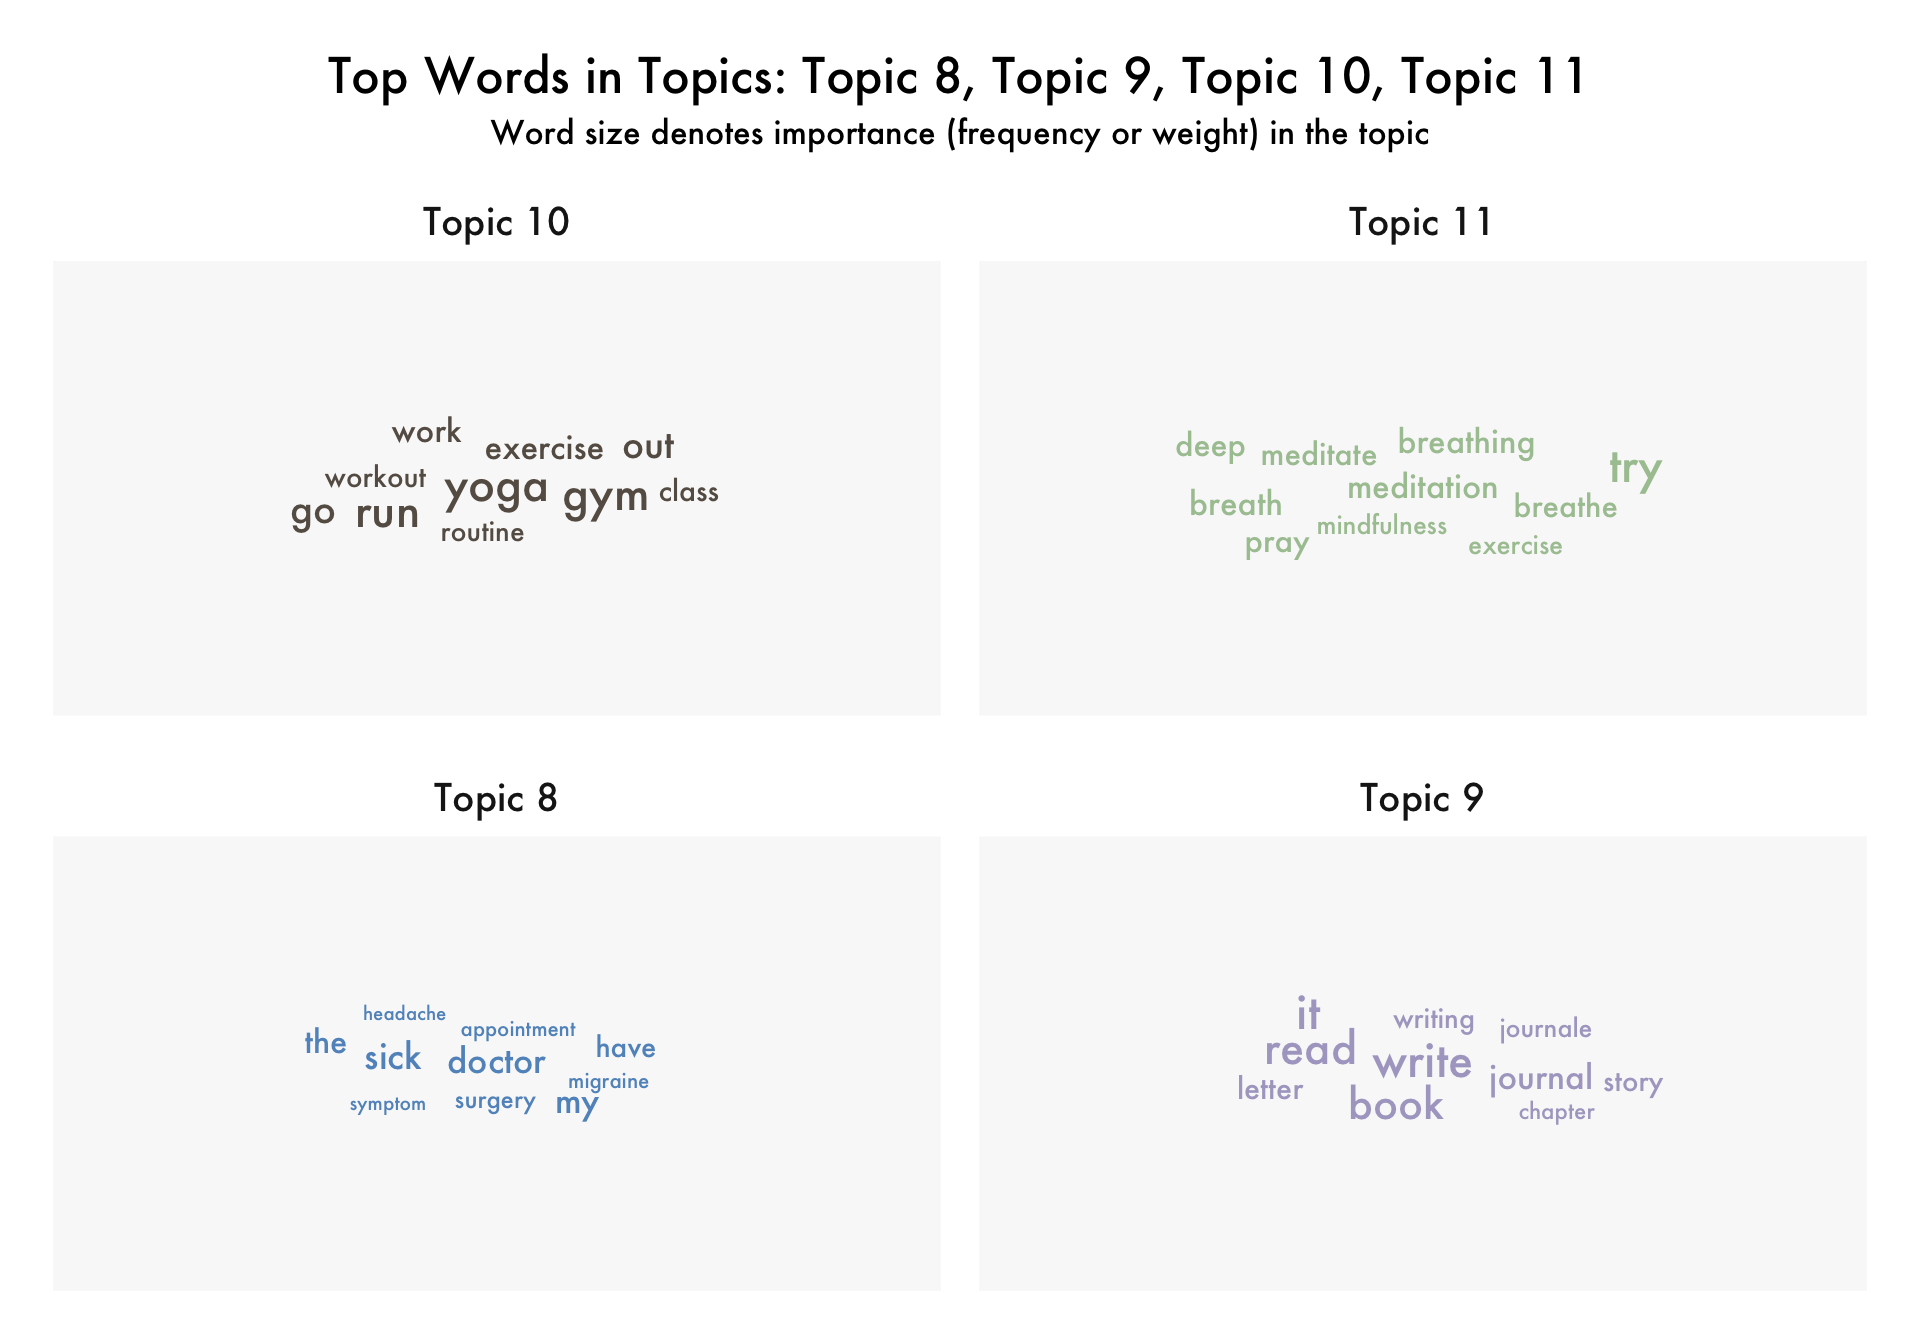 Top Words in Topics: Topic 8, Topic 9, Topic 10, Topic 11
Word size denotes importance (frequency or weight) in the topic
Topic 10
work
exercise out
workout yoga gym class
go run
routine
Topic 11
deep meditate breathing
try
meditation
breath breathe
mindfulness
pray exercise
Topic 8
headache
appointment
the sick doctor have
migraine
symptom surgery my
Topic 9
it writing journale
read write
letter journal story
book chapter